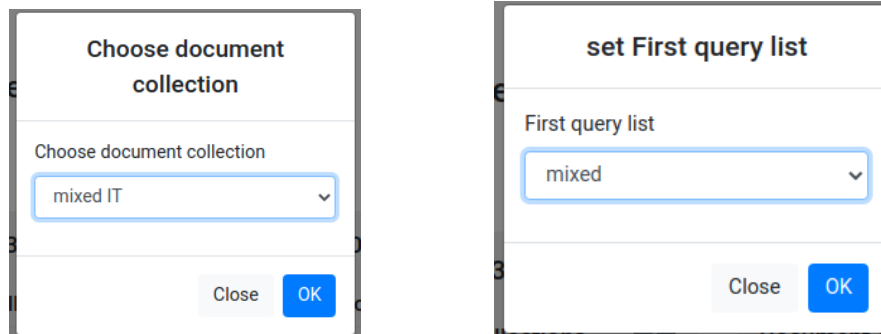 Choose document
collection
Choose document collection
mixed IT
Close OK
set First query list
First query list
mixed
Close OK